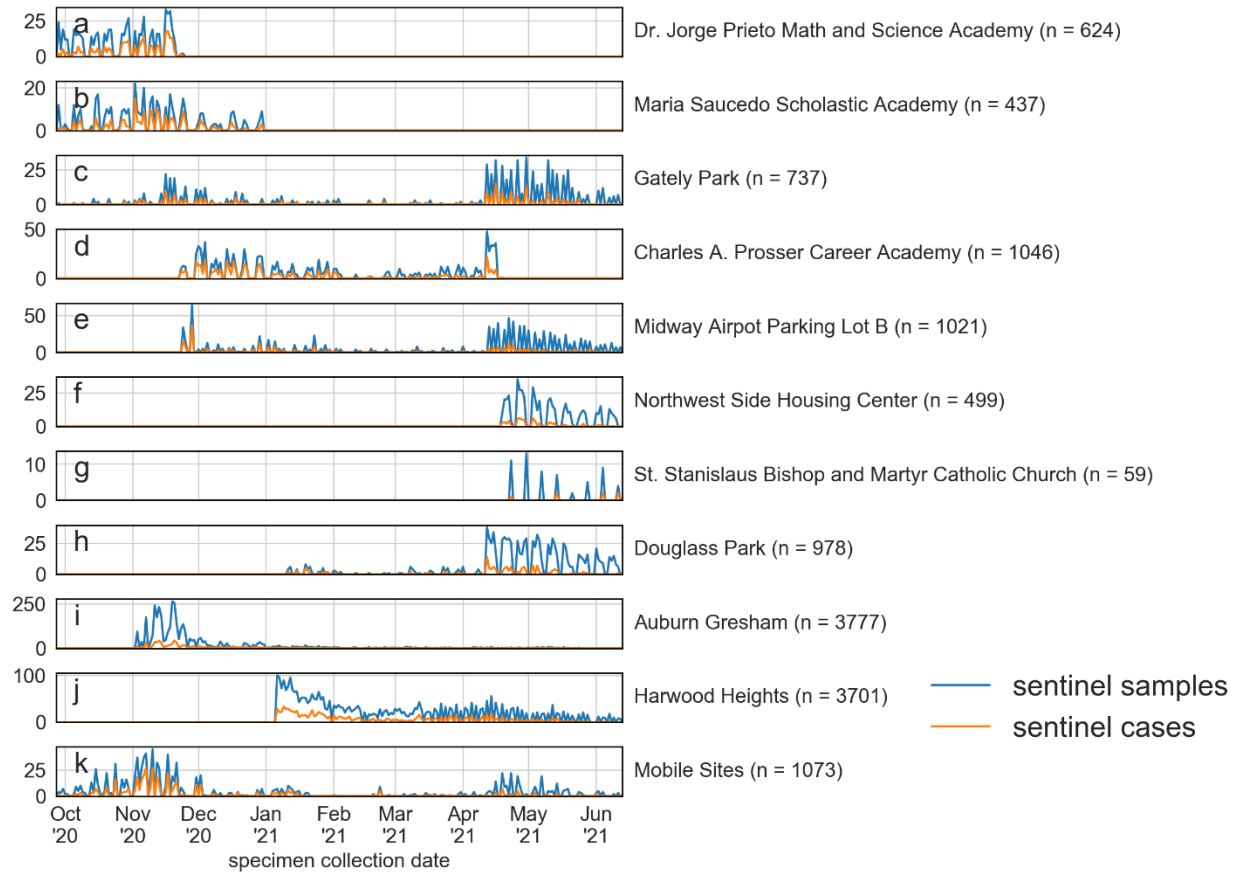 25
a
0
Dr. Jorge Prieto Math and Science Academy (n = 624)
20
b
0
Maria Saucedo Scholastic Academy (n = 437)
25
c
0
Gately Park (n = 737)
50
d
0
Charles A. Prosser Career Academy (n = 1046)
50
e
0
Midway Airpot Parking Lot B (n = 1021)
25
f
0
Northwest Side Housing Center (n = 499)
10
g
0
St. Stanislaus Bishop and Martyr Catholic Church (n = 59)
25
h
0
Douglass Park (n = 978)
250
i
0
Auburn Gresham (n = 3777)
100
j
0
Harwood Heights (n = 3701)
sentinel samples
sentinel cases
25
k
0
Mobile Sites (n = 1073)
Oct Nov Dec Jan Feb Mar Apr May Jun
'20 '20 '20 '21 '21 '21 '21 '21 '21
specimen collection date